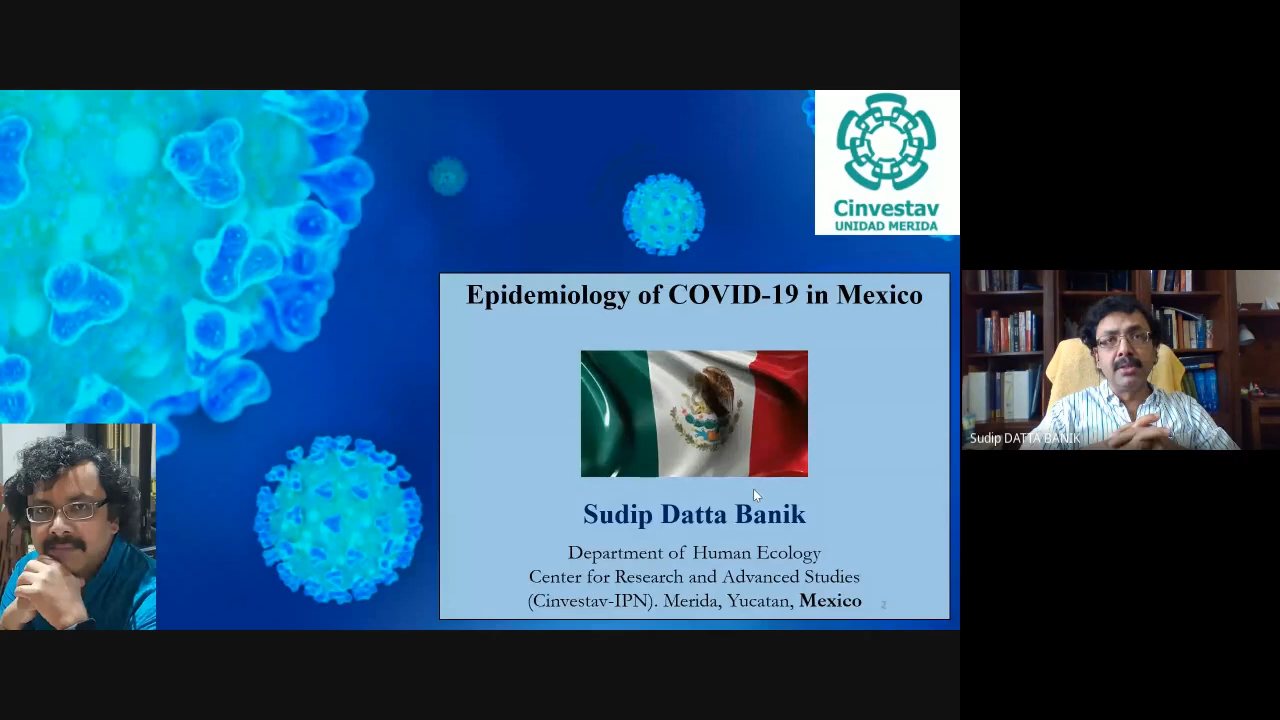 Cinvestav
UNIDAD MERIDA
Epidemiology of COVID-19 in Mexico
Sudip Datta Banik
Department of Human Ecology
Center for Research and Advanced Studies
(Cinvestav-IPN). Merida, Yucatan, Mexico
2
Sudip DATTA BANIK